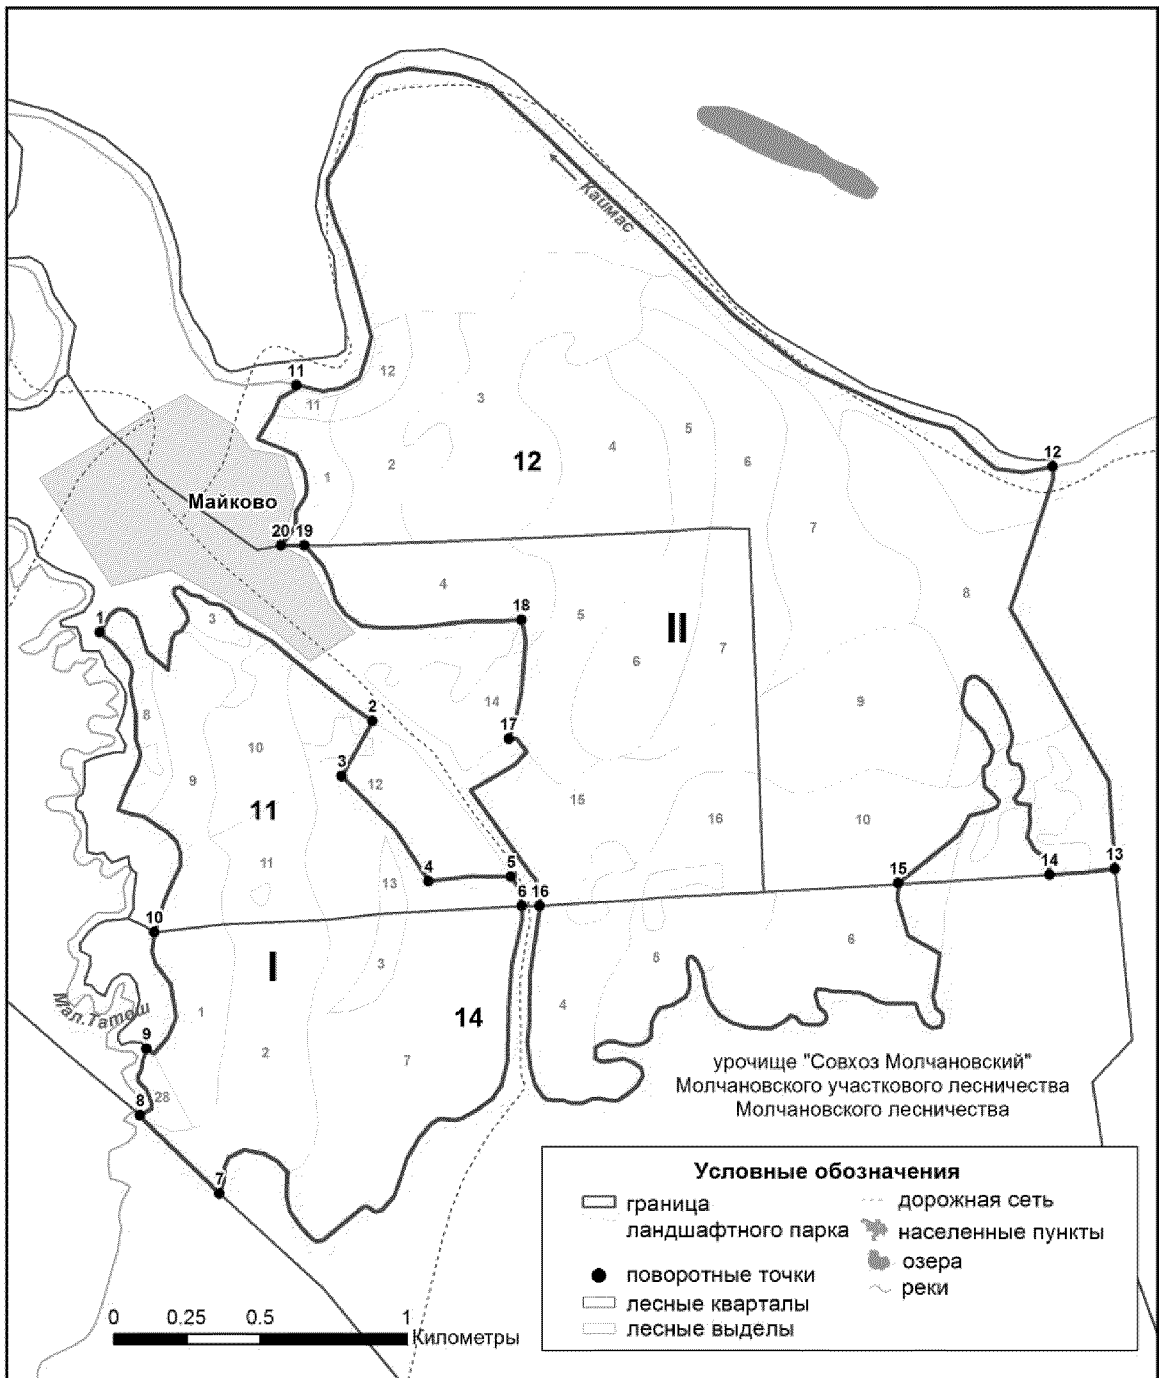 Каимас
12
11
3
11
12
5
4
6
2
12
1
Майково
7
20 19
4
18
8
5
II
1
3
6
7
14
8
2
17
9
10
3
9
12
15
11
16
10
11
4
13
5
15
14
13
6 16
10
I
3
5
6
1
4
14
Мал.Татош
9
2
7
урочище "Совхоз Молчановский"
Молчановского участкового лесничества
Молчановского лесничества
8
28
7
Условные обозначения
граница
ландшафтного парка
поворотные точки
лесные кварталы
лесные выделы
дорожная сеть
населенные пункты
озера
реки
0 0.25 0.5 1
Километры